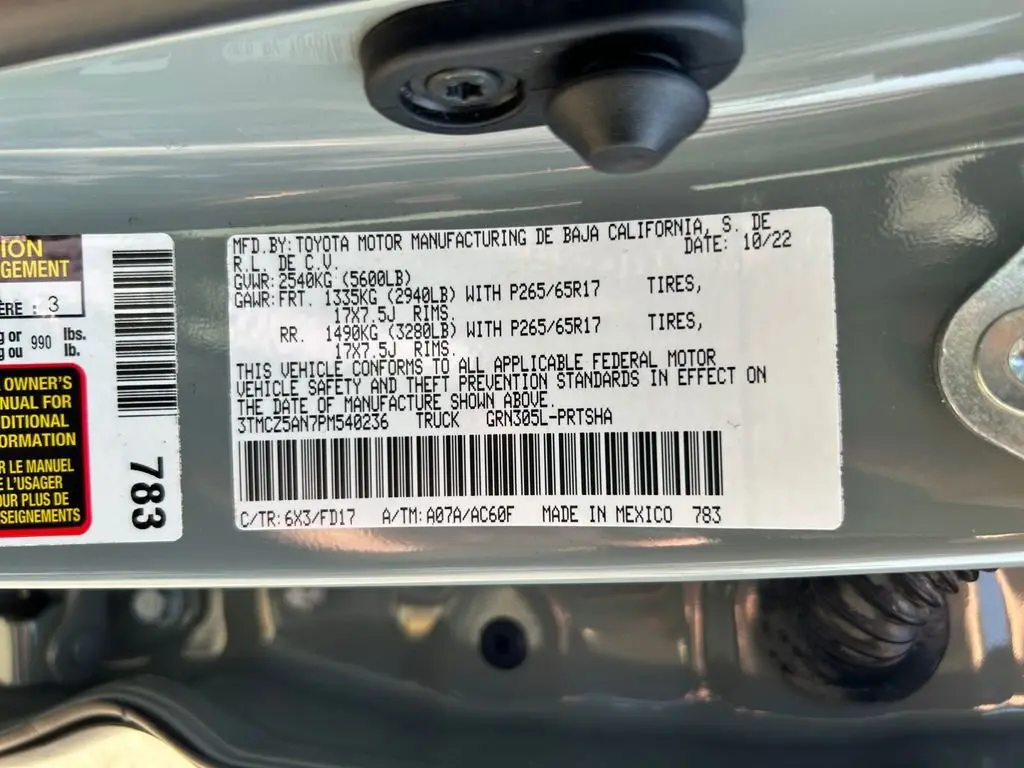 ION
GEMENT
ÈRE : 3
g or 990 lbs.
g ou lb.
OWNER'S
NUAL FOR
DITIONAL
ORMATION
R LE MANUEL
E L'USAGER
OUR PLUS DE
SEIGNEMENTS
783
MFD.BY:TOYOTA MOTOR MANUFACTURING DE BAJA CALIFORNIA, S. DE
R.L. DE C.V. DATE: 10/22
GVWR:2540KG (5600LB)
GAWR:FRT. 1335KG (2940LB) WITH P265/65R17 TIRES,
17X7.5J RIMS.
RR. 1490KG (3280LB) WITH P265/65R17 TIRES,
17X7.5J RIMS.
THIS VEHICLE CONFORMS TO ALL APPLICABLE FEDERAL MOTOR
VEHICLE SAFETY AND THEFT PREVENTION STANDARDS IN EFFECT ON
THE DATE OF MANUFACTURE SHOWN ABOVE.
3TMCZ5AN7PM540236 TRUCK GRN305L-PRTSHA
C/TR:6X3/FD17 A/TM:A07A/AC60F MADE IN MEXICO 783